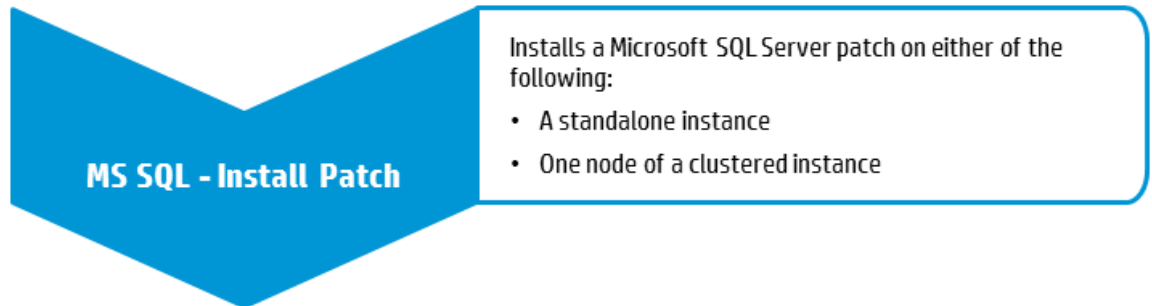 MS SQL - Install Patch
Installs a Microsoft SQL Server patch on either of the
following:
• A standalone instance
• One node of a clustered instance